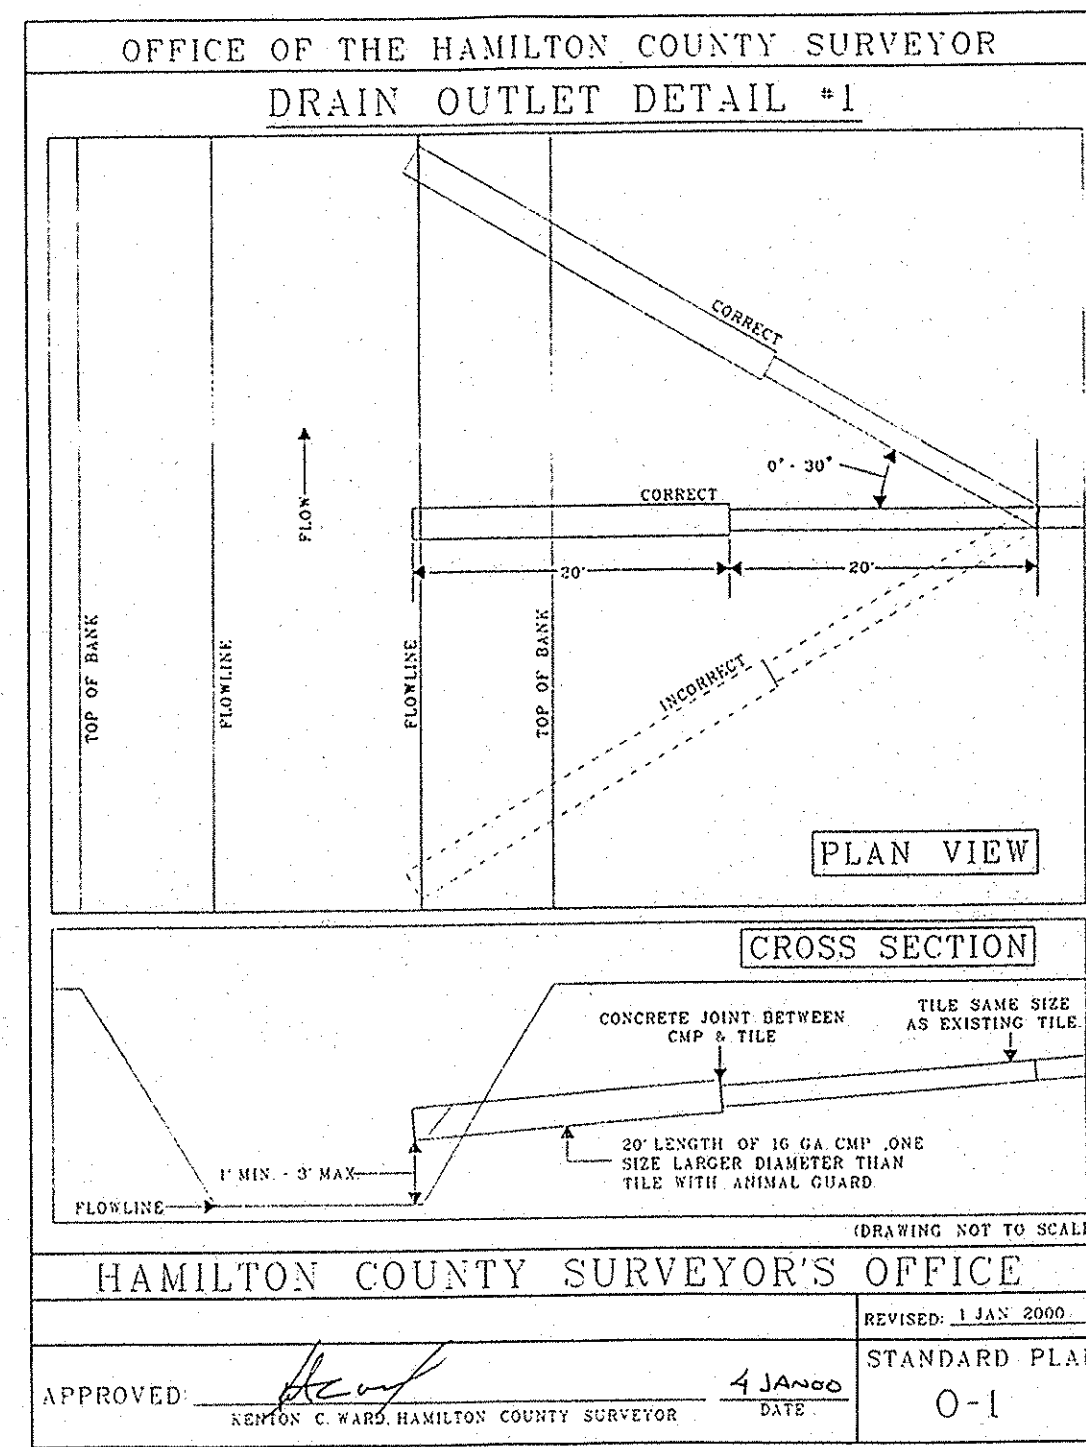 OFFICE OF THE HAMILTON COUNTY SURVEYOR
DRAIN OUTLET DETAIL #1
CORRECT
0° - 30°
CORRECT
FLOW
20'
20'
TOP OF BANK
FLOWLINE
FLOWLINE
TOP OF BANK
INCORRECT
PLAN VIEW
CROSS SECTION
CONCRETE JOINT BETWEEN
CMP & TILE
TILE SAME SIZE
AS EXISTING TILE.
1' MIN. - 3' MAX.
20' LENGTH OF 16 GA. CMP, ONE
SIZE LARGER DIAMETER THAN
TILE WITH ANIMAL GUARD.
FLOWLINE
(DRAWING NOT TO SCALE
HAMILTON COUNTY SURVEYOR'S OFFICE
REVISED: 1 JAN 2000
STANDARD PLAN
O-1
APPROVED:
4 JAN00
KENTON C. WARD, HAMILTON COUNTY SURVEYOR
DATE